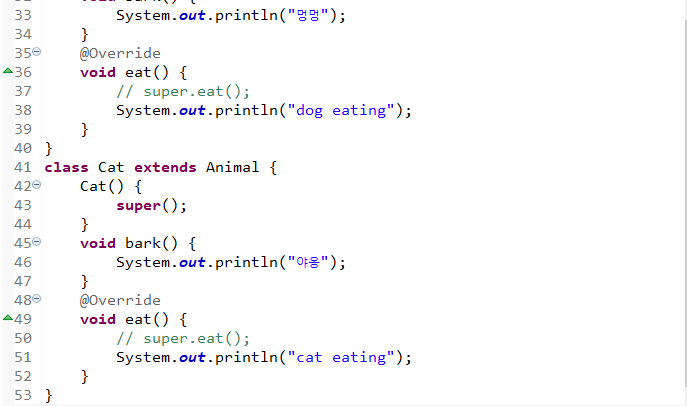 33 System.out.println("멍멍");
34 }
35 @Override
36 void eat() {
37 // super.eat();
38 System.out.println("dog eating");
39 }
40 }
41 class Cat extends Animal {
42 Cat() {
43 super();
44 }
45 void bark() {
46 System.out.println("야옹");
47 }
48 @Override
49 void eat() {
50 // super.eat();
51 System.out.println("cat eating");
52 }
53 }